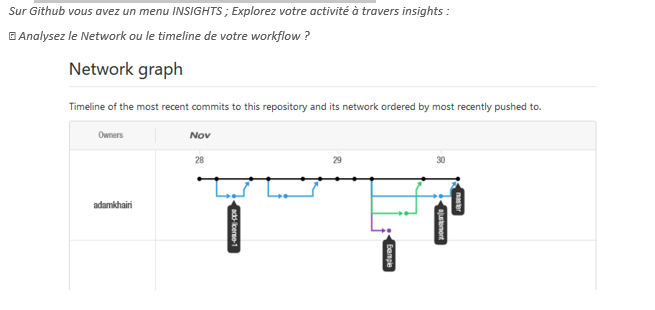 Sur Github vous avez un menu INSIGHTS ; Explorez votre activité à travers insights :
Analysez le Network ou le timeline de votre workflow ?
Network graph
Timeline of the most recent commits to this repository and its network ordered by most recently pushed to.
Owners Nov
28 29 30
adamkhairi
add-license-1
master
ajustement
Exemple